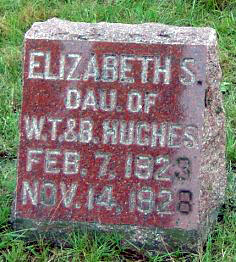 ELIZABETH S.
DAU. OF
W.T.&B. HUGHES
FEB. 7, 1823
NOV. 14, 1828